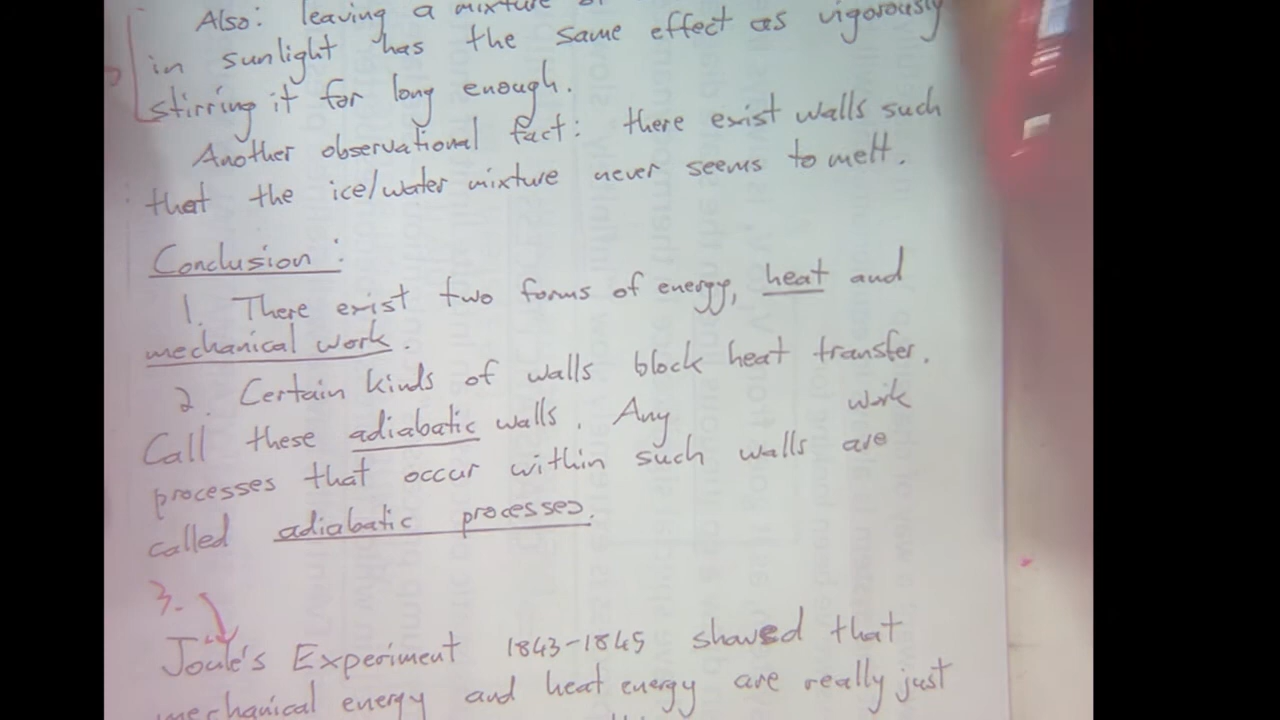 Also: leaving a mixture
in sunlight has the same effect as vigorously
stirring it for long enough.
Another observational fact: there exist walls such
that the ice/water mixture never seems to melt.
Conclusion:
1. There exist two forms of energy, heat and
mechanical work.
2. Certain kinds of walls block heat transfer.
Call these adiabatic walls. Any work
processes that occur within such walls are
called adiabatic processes.
3.
Joule's Experiment 1843-1845 showed that
mechanical energy and heat energy are really just